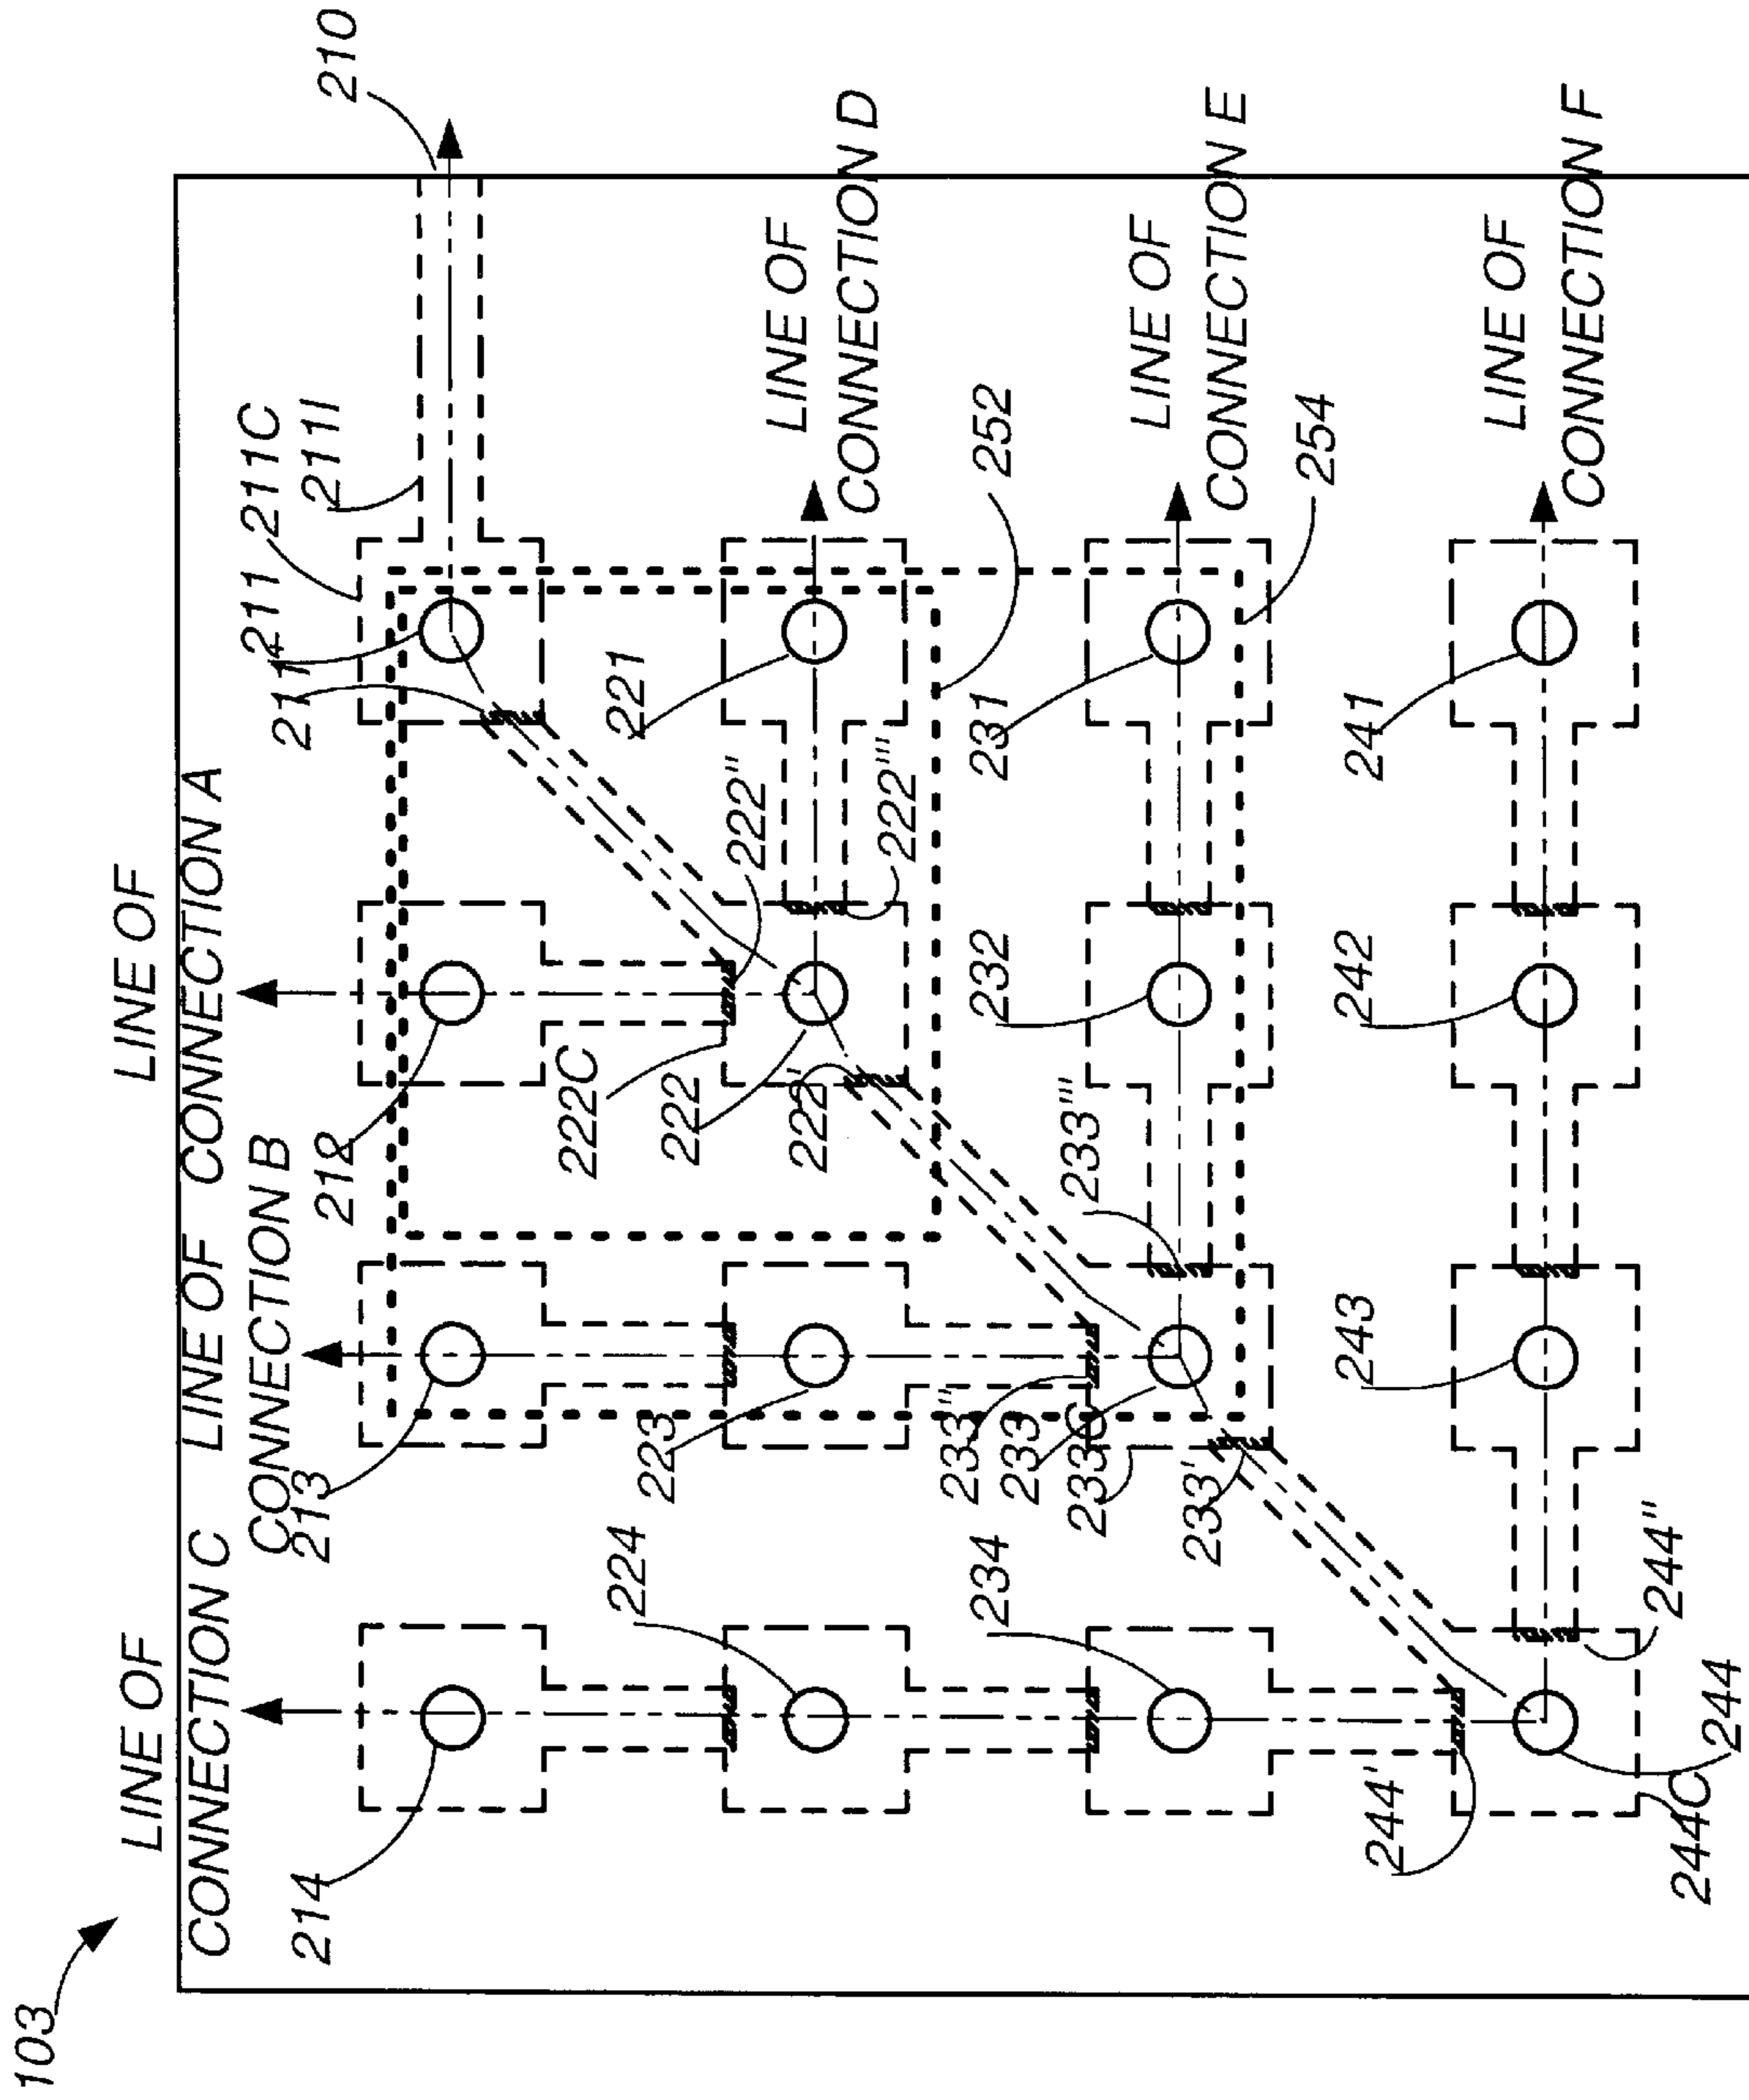 103
LINE OF
CONNECTION C
LINE OF
CONNECTION B
LINE OF
CONNECTION A
210
214
213
212
211'
211
211C
211I
224
223
222C
222
222'
222"
221
222'''
LINE OF
CONNECTION D
234
233"
233
233C
233'
233'''
232
231
252
LINE OF
CONNECTION E
254
244'
244C
244
244"
243
242
241
LINE OF
CONNECTION F